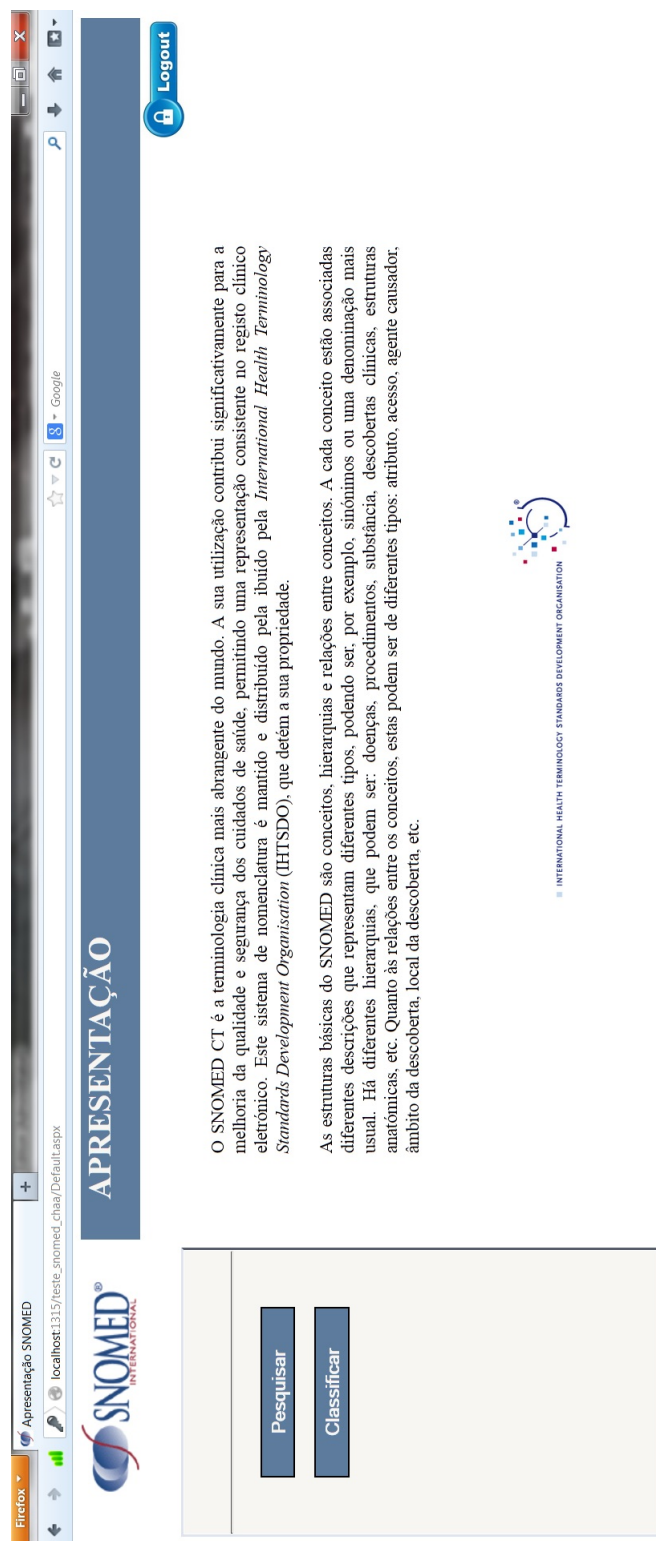 Firefox
Apresentação SNOMED
localhost:1315/teste_snomed_chaa/Default.aspx
Google
SNOMED®
INTERNATIONAL
APRESENTAÇÃO
Logout
Pesquisar
Classificar
O SNOMED CT é a terminologia clínica mais abrangente do mundo. A sua utilização contribui significativamente para a
melhoria da qualidade e segurança dos cuidados de saúde, permitindo uma representação consistente no registo clínico
eletrónico. Este sistema de nomenclatura é mantido e distribuído pela ibuído pela International Health Terminology
Standards Development Organisation (IHTSDO), que detém a sua propriedade.
As estruturas básicas do SNOMED são conceitos, hierarquias e relações entre conceitos. A cada conceito estão associadas
diferentes descrições que representam diferentes tipos, podendo ser, por exemplo, sinónimos ou uma denominação mais
usual. Há diferentes hierarquias, que podem ser: doenças, procedimentos, substância, descobertas clínicas, estruturas
anatómicas, etc. Quanto às relações entre os conceitos, estas podem ser de diferentes tipos: atributo, acesso, agente causador,
âmbito da descoberta, local da descoberta, etc.
INTERNATIONAL HEALTH TERMINOLOGY STANDARDS DEVELOPMENT ORGANISATION
®